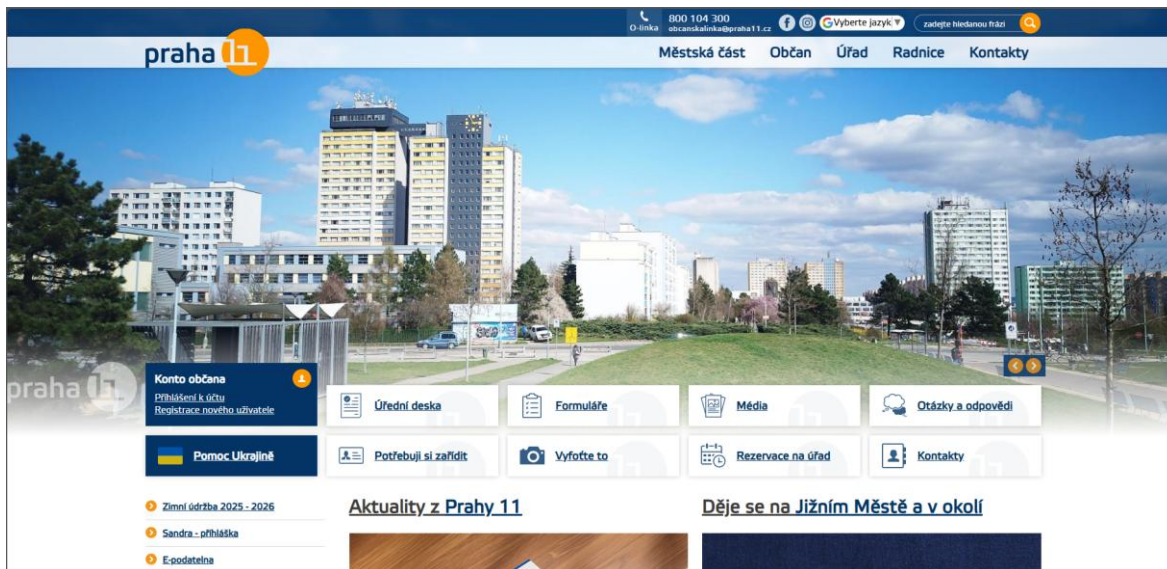 O-linka
800 104 300
obcanskalinka@praha11.cz
Vyberte jazyk ▼
zadejte hledanou frázi
praha 11
Městská část
Občan
Úřad
Radnice
Kontakty
praha 11
Konto občana
Přihlášení k účtu
Registrace nového uživatele
Úřední deska
Formuláře
Média
Otázky a odpovědi
Pomoc Ukrajině
Potřebuji si zařídit
Vyfoťte to
Rezervace na úřad
Kontakty
Zimní údržba 2025 - 2026
Sandra - přihláška
E-podatelna
Aktuality z Prahy 11
Děje se na Jižním Městě a v okolí